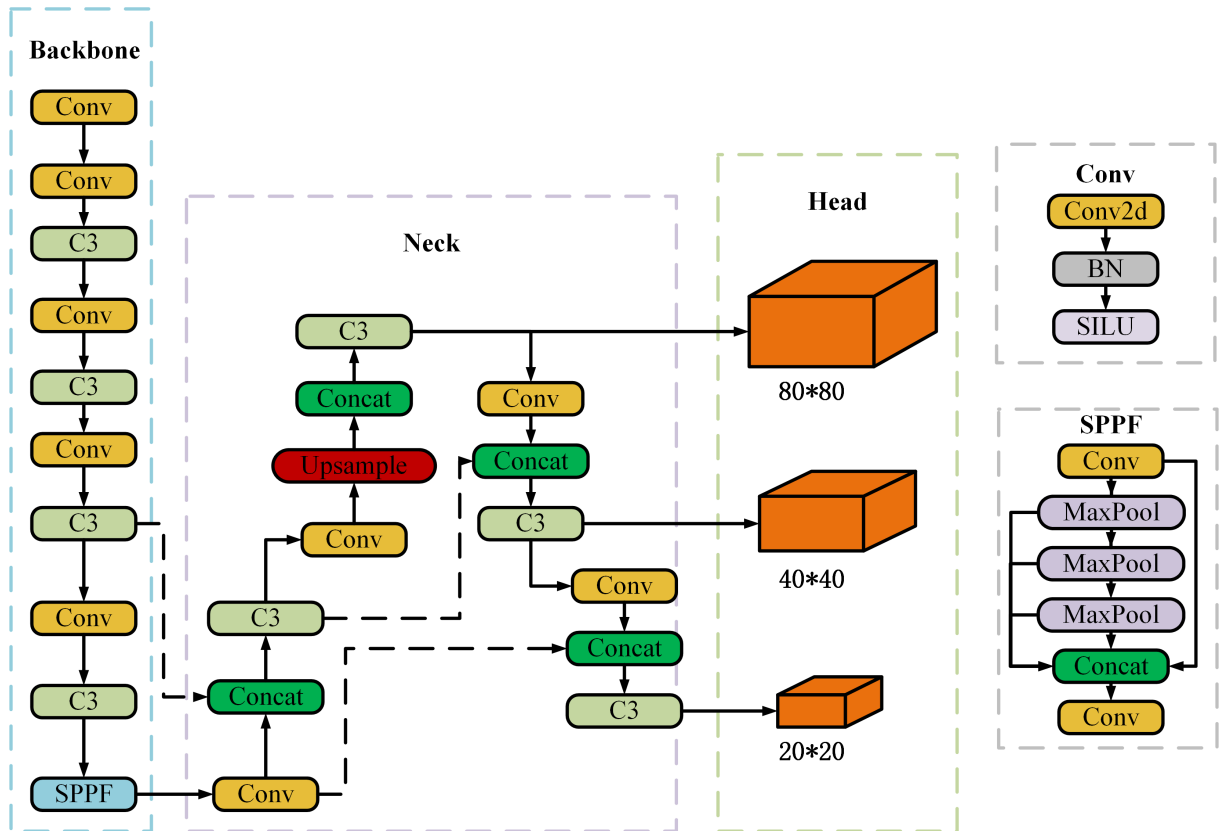 Backbone
Conv
Conv
C3
Conv
C3
Conv
C3
Conv
C3
SPPF
Neck
C3
Concat
Upsample
Conv
C3
Concat
Conv
Conv
Concat
C3
Conv
Concat
C3
Head
80*80
40*40
20*20
Conv
Conv2d
BN
SILU
SPPF
Conv
MaxPool
MaxPool
MaxPool
Concat
Conv